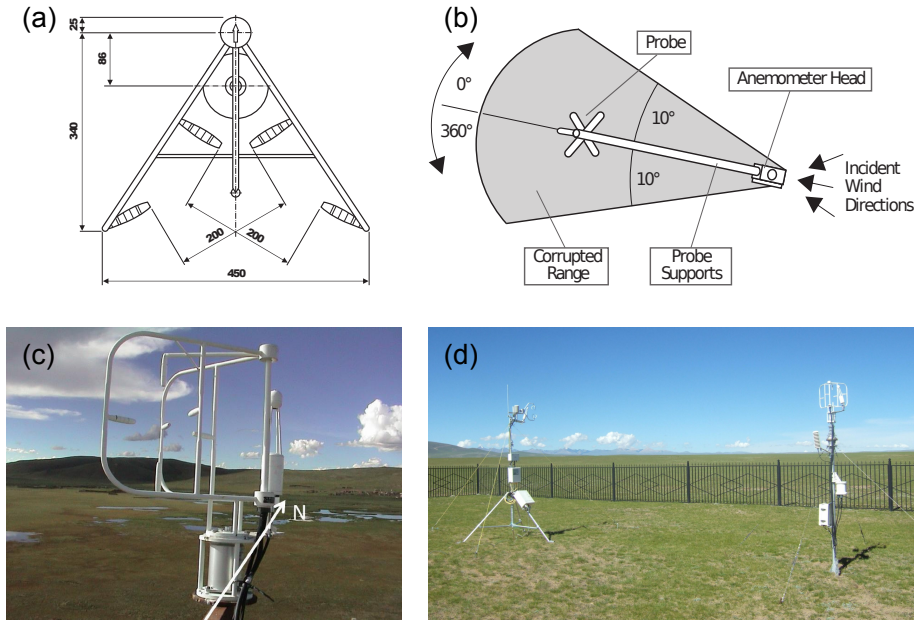 (a)
25
86
340
200
200
450
(b)
Probe
Anemometer Head
0°
360°
10°
10°
Incident
Wind
Directions
Corrupted
Range
Probe
Supports
(c)
N
(d)